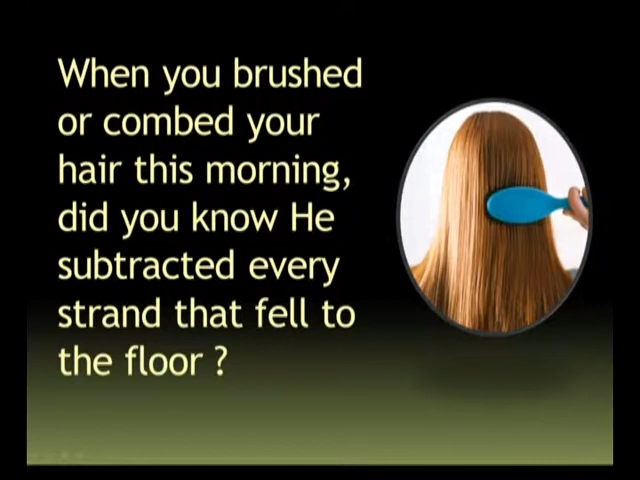 When you brushed
or combed your
hair this morning,
did you know He
subtracted every
strand that fell to
the floor ?